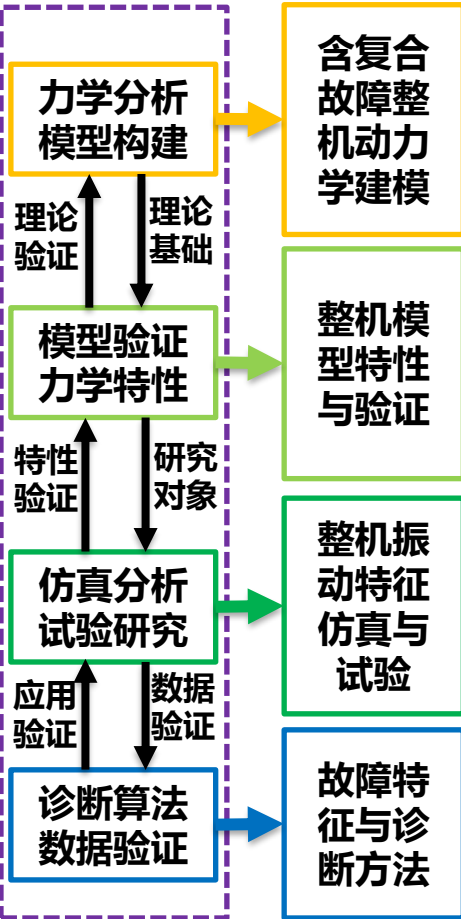 力学分析
模型构建
含复合
故障整
机动力
学建模
理论
验证
理论
基础
模型验证
力学特性
整机模
型特性
与验证
特性
验证
研究
对象
仿真分析
试验研究
整机振
动特征
仿真与
试验
应用
验证
数据
验证
诊断算法
数据验证
故障特
征与诊
断方法